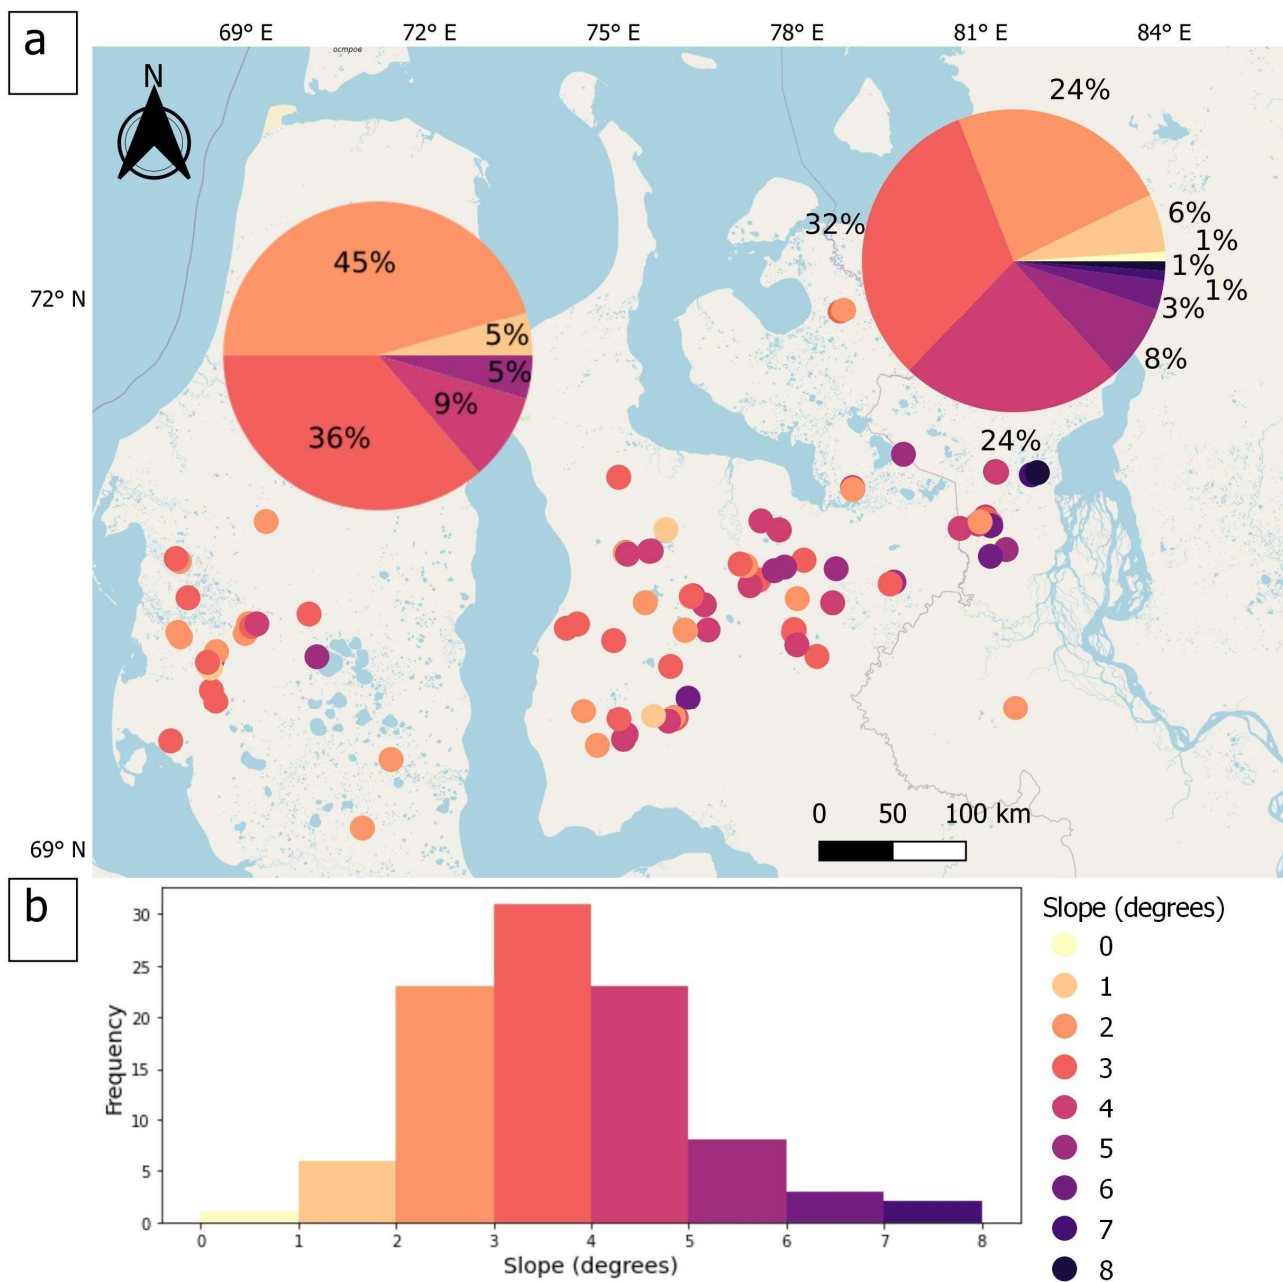 a
69° E 72° E 75° E 78° E 81° E 84° E
остров
N
24%
6%
32%
1%
1%
45%
1%
72° N
3%
5%
8%
5%
9%
36%
24%
0 50 100 km
69° N
b
Slope (degrees)
0
1
2
3
4
5
6
7
8
30
25
20
15
10
5
0
Frequency
0 1 2 3 4 5 6 7 8
Slope (degrees)